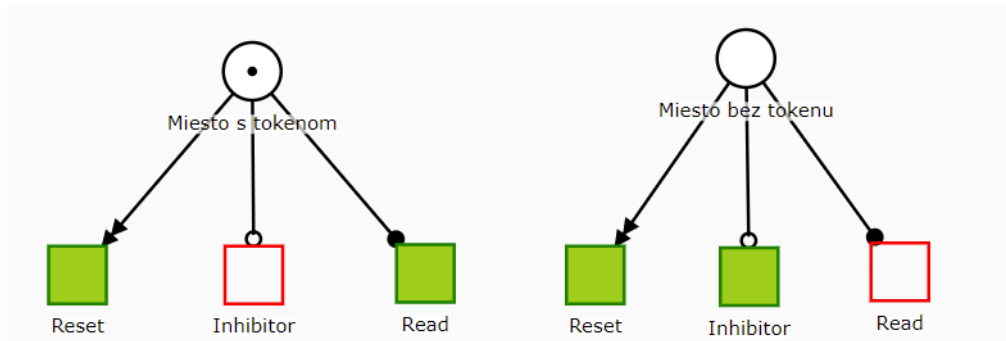 Miesto s tokenom
Miesto bez tokenu
Reset
Inhibitor
Read
Reset
Inhibitor
Read